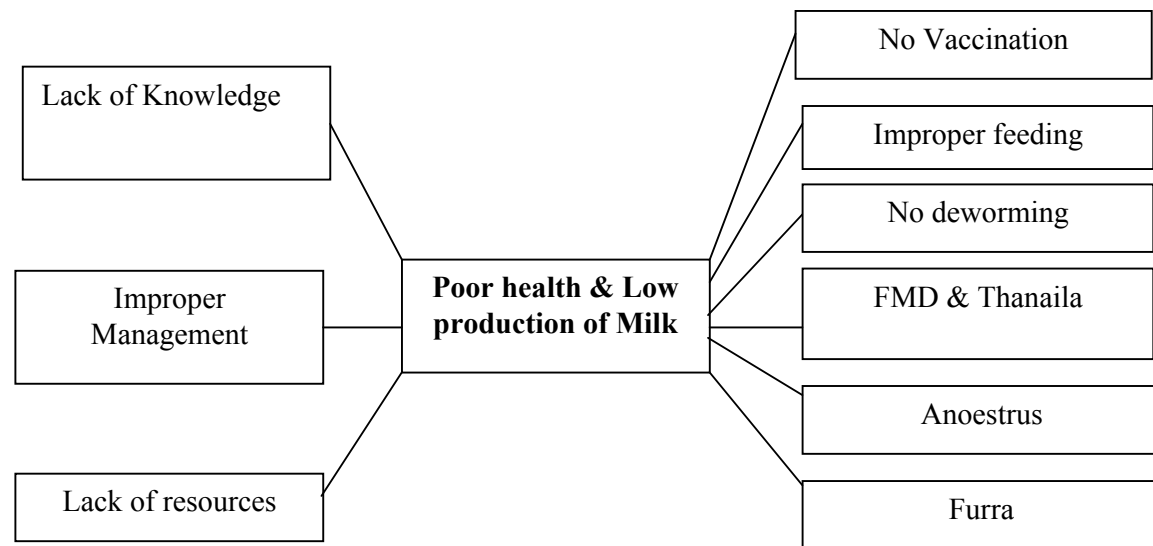 Lack of Knowledge
Improper
Management
Lack of resources
Poor health & Low
production of Milk
No Vaccination
Improper feeding
No deworming
FMD & Thanaila
Anoestrus
Furra